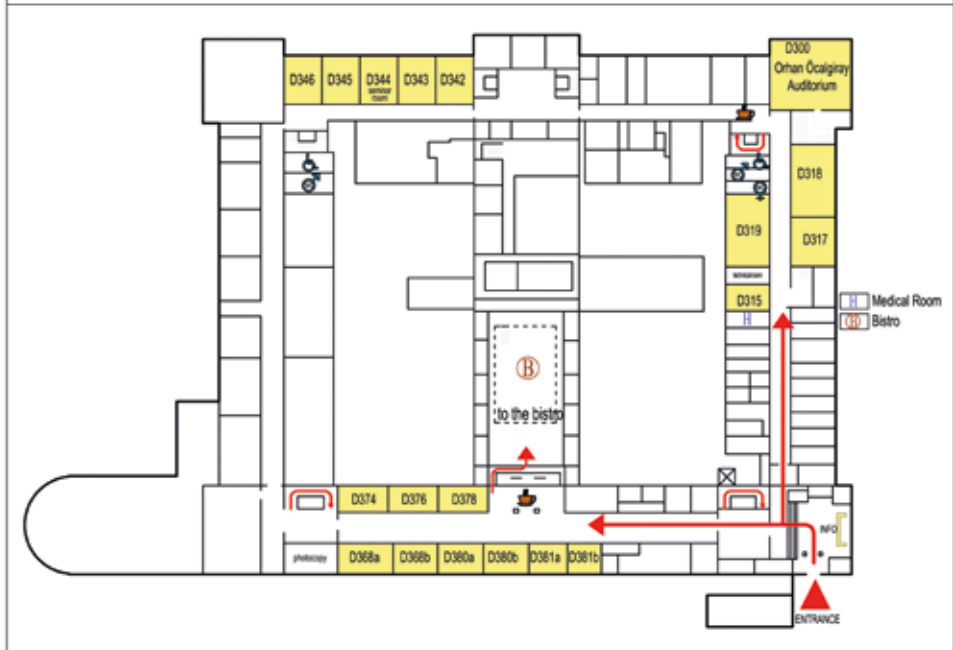 D300
Orhan Öcalgiray
Auditorium
D346
D345
D344
seminar
room
D343
D342
D318
D319
D317
technicalroom
D315
H
H Medical Room
B Bistro
B
to the bistro
D374
D376
D378
INFO
photocopy
D368a
D368b
D380a
D380b
D381a
D381b
ENTRANCE